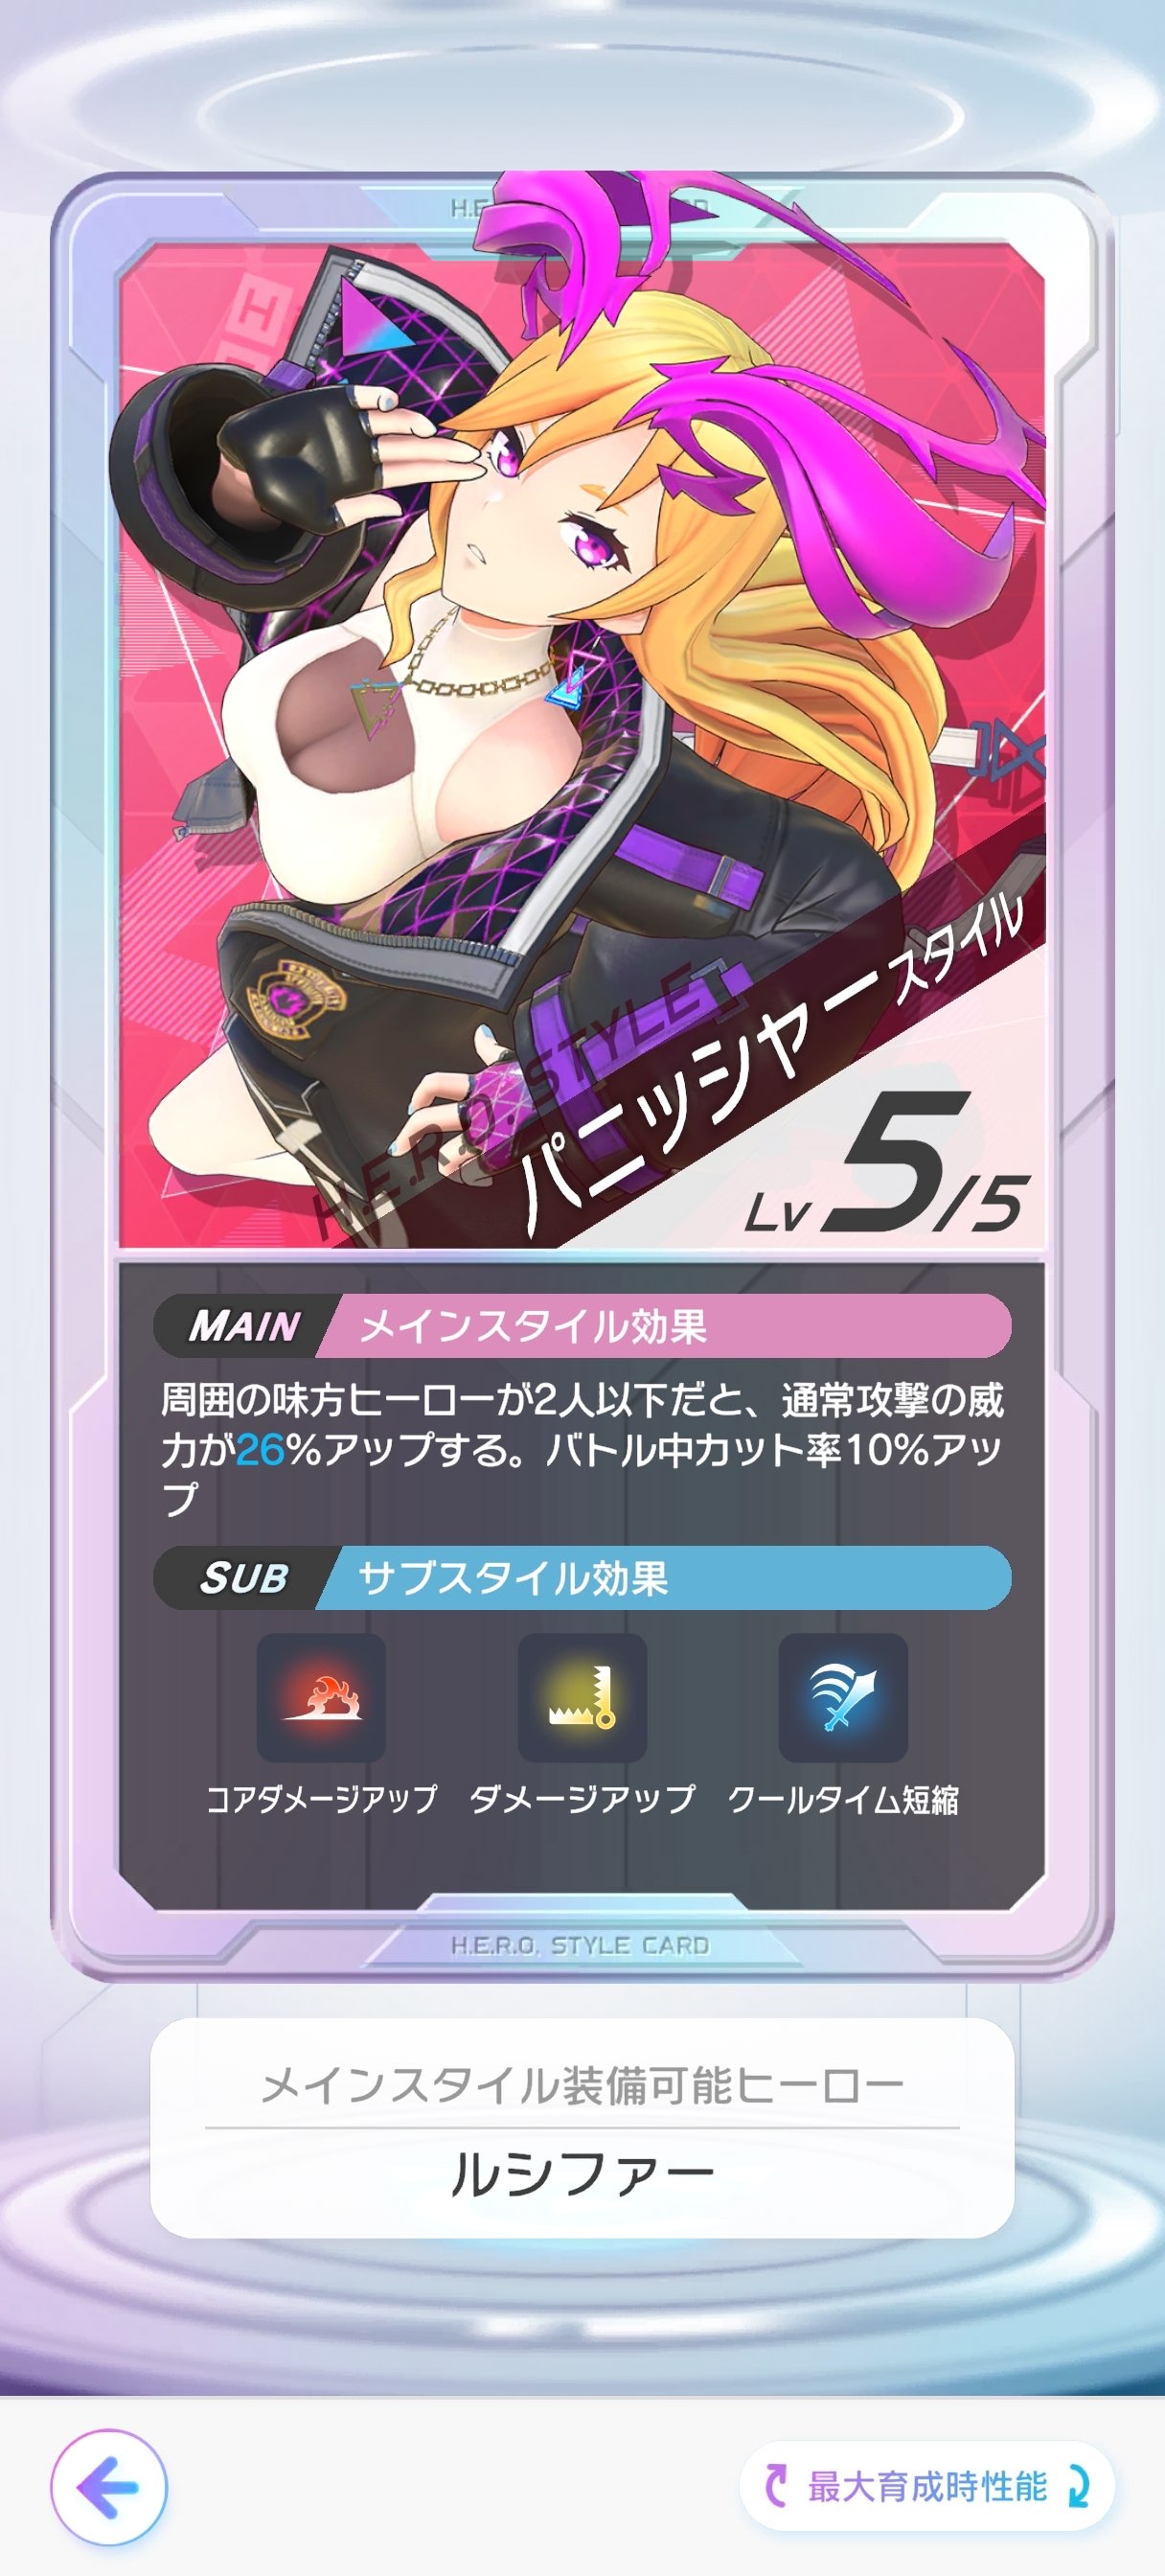 パニッシャースタイル
H.E.R.O. STYLE
Lv 5/5
MAIN メインスタイル効果
周囲の味方ヒーローが2人以下だと、通常攻撃の威
力が26%アップする。バトル中カット率10%アッ
プ
SUB サブスタイル効果
コアダメージアップ ダメージアップ クールタイム短縮
H.E.R.O. STYLE CARD
メインスタイル装備可能ヒーロー
ルシファー
最大育成時性能